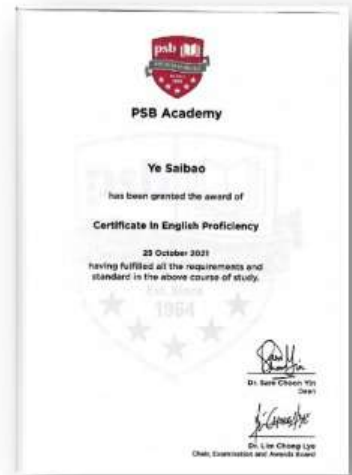 psb
PSB Academy
Ye Saibao
has been granted the award of
Certificate in English Proficiency
25 October 2021
having fulfilled all the requirements and
standard in the above course of study.
Est. Since
1964
Dr. Sam Choon Yin
Dean
Dr. Lim Chong Lye
Chair, Examination and Awards Board